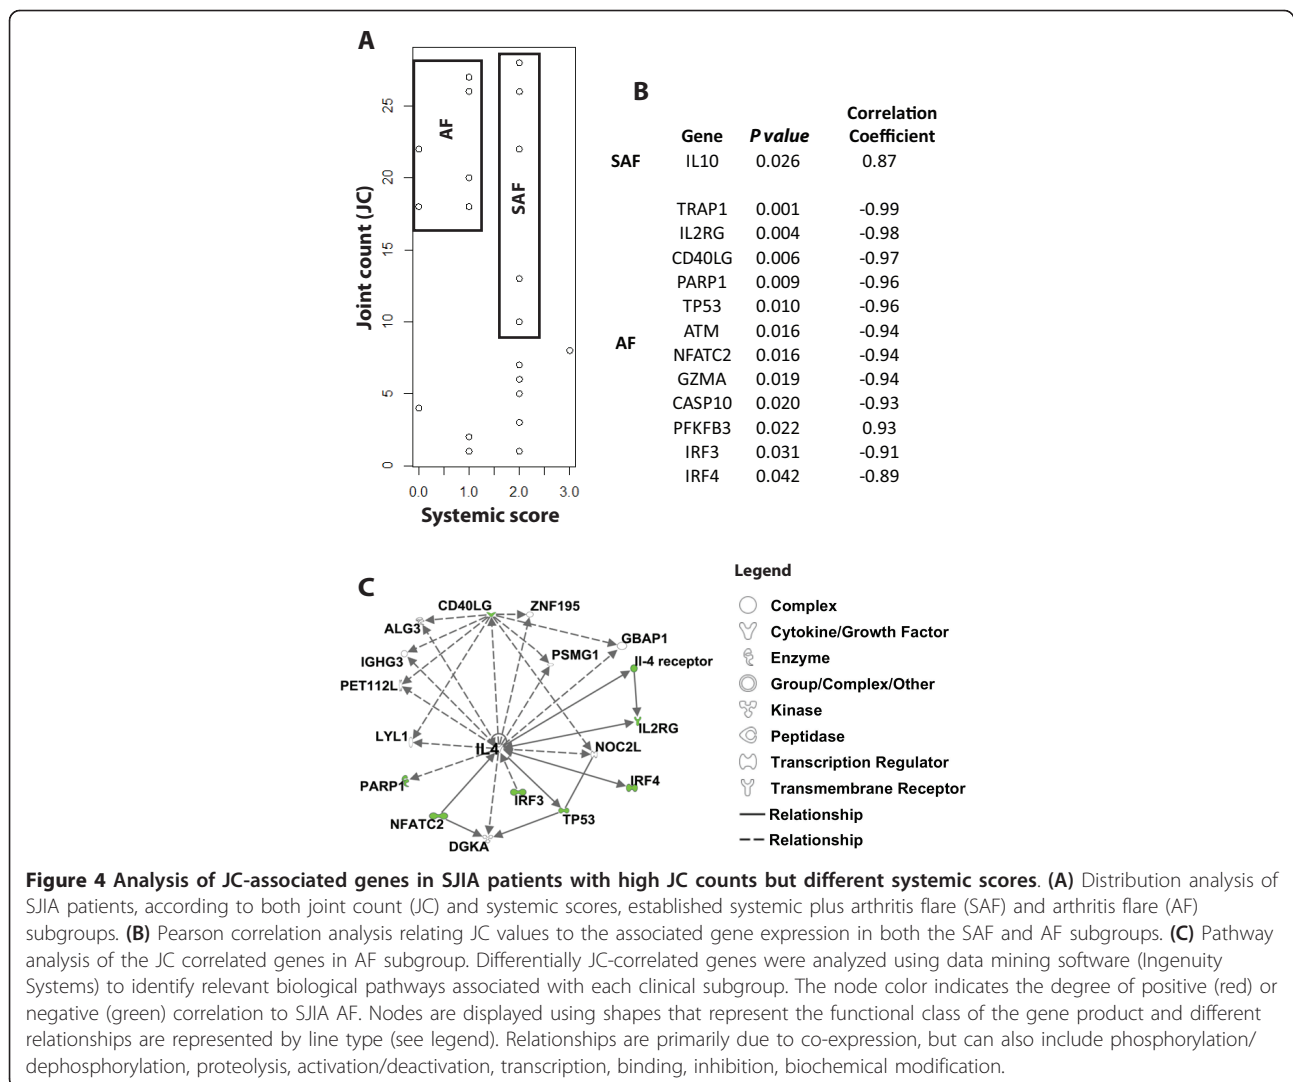 A
Joint count (JC)
25
20
15
10
5
0
AF
SAF
0.0 1.0 2.0 3.0
Systemic score
B
Gene P value Correlation Coefficient
SAF IL10 0.026 0.87
AF
TRAP1 0.001 -0.99
IL2RG 0.004 -0.98
CD40LG 0.006 -0.97
PARP1 0.009 -0.96
TP53 0.010 -0.96
ATM 0.016 -0.94
NFATC2 0.016 -0.94
GZMA 0.019 -0.94
CASP10 0.020 -0.93
PFKFB3 0.022 0.93
IRF3 0.031 -0.91
IRF4 0.042 -0.89
C
CD40LG
ZNF195
ALG3
GBAP1
IGHG3
PSMG1
Il-4 receptor
PET112L
IL2RG
LYL1
IL4
NOC2L
PARP1
IRF4
IRF3
NFATC2
TP53
DGKA
Legend
Complex
Cytokine/Growth Factor
Enzyme
Group/Complex/Other
Kinase
Peptidase
Transcription Regulator
Transmembrane Receptor
Relationship
Relationship
Figure 4 Analysis of JC-associated genes in SJIA patients with high JC counts but different systemic scores. (A) Distribution analysis of
SJIA patients, according to both joint count (JC) and systemic scores, established systemic plus arthritis flare (SAF) and arthritis flare (AF)
subgroups. (B) Pearson correlation analysis relating JC values to the associated gene expression in both the SAF and AF subgroups. (C) Pathway
analysis of the JC correlated genes in AF subgroup. Differentially JC-correlated genes were analyzed using data mining software (Ingenuity
Systems) to identify relevant biological pathways associated with each clinical subgroup. The node color indicates the degree of positive (red) or
negative (green) correlation to SJIA AF. Nodes are displayed using shapes that represent the functional class of the gene product and different
relationships are represented by line type (see legend). Relationships are primarily due to co-expression, but can also include phosphorylation/
dephosphorylation, proteolysis, activation/deactivation, transcription, binding, inhibition, biochemical modification.